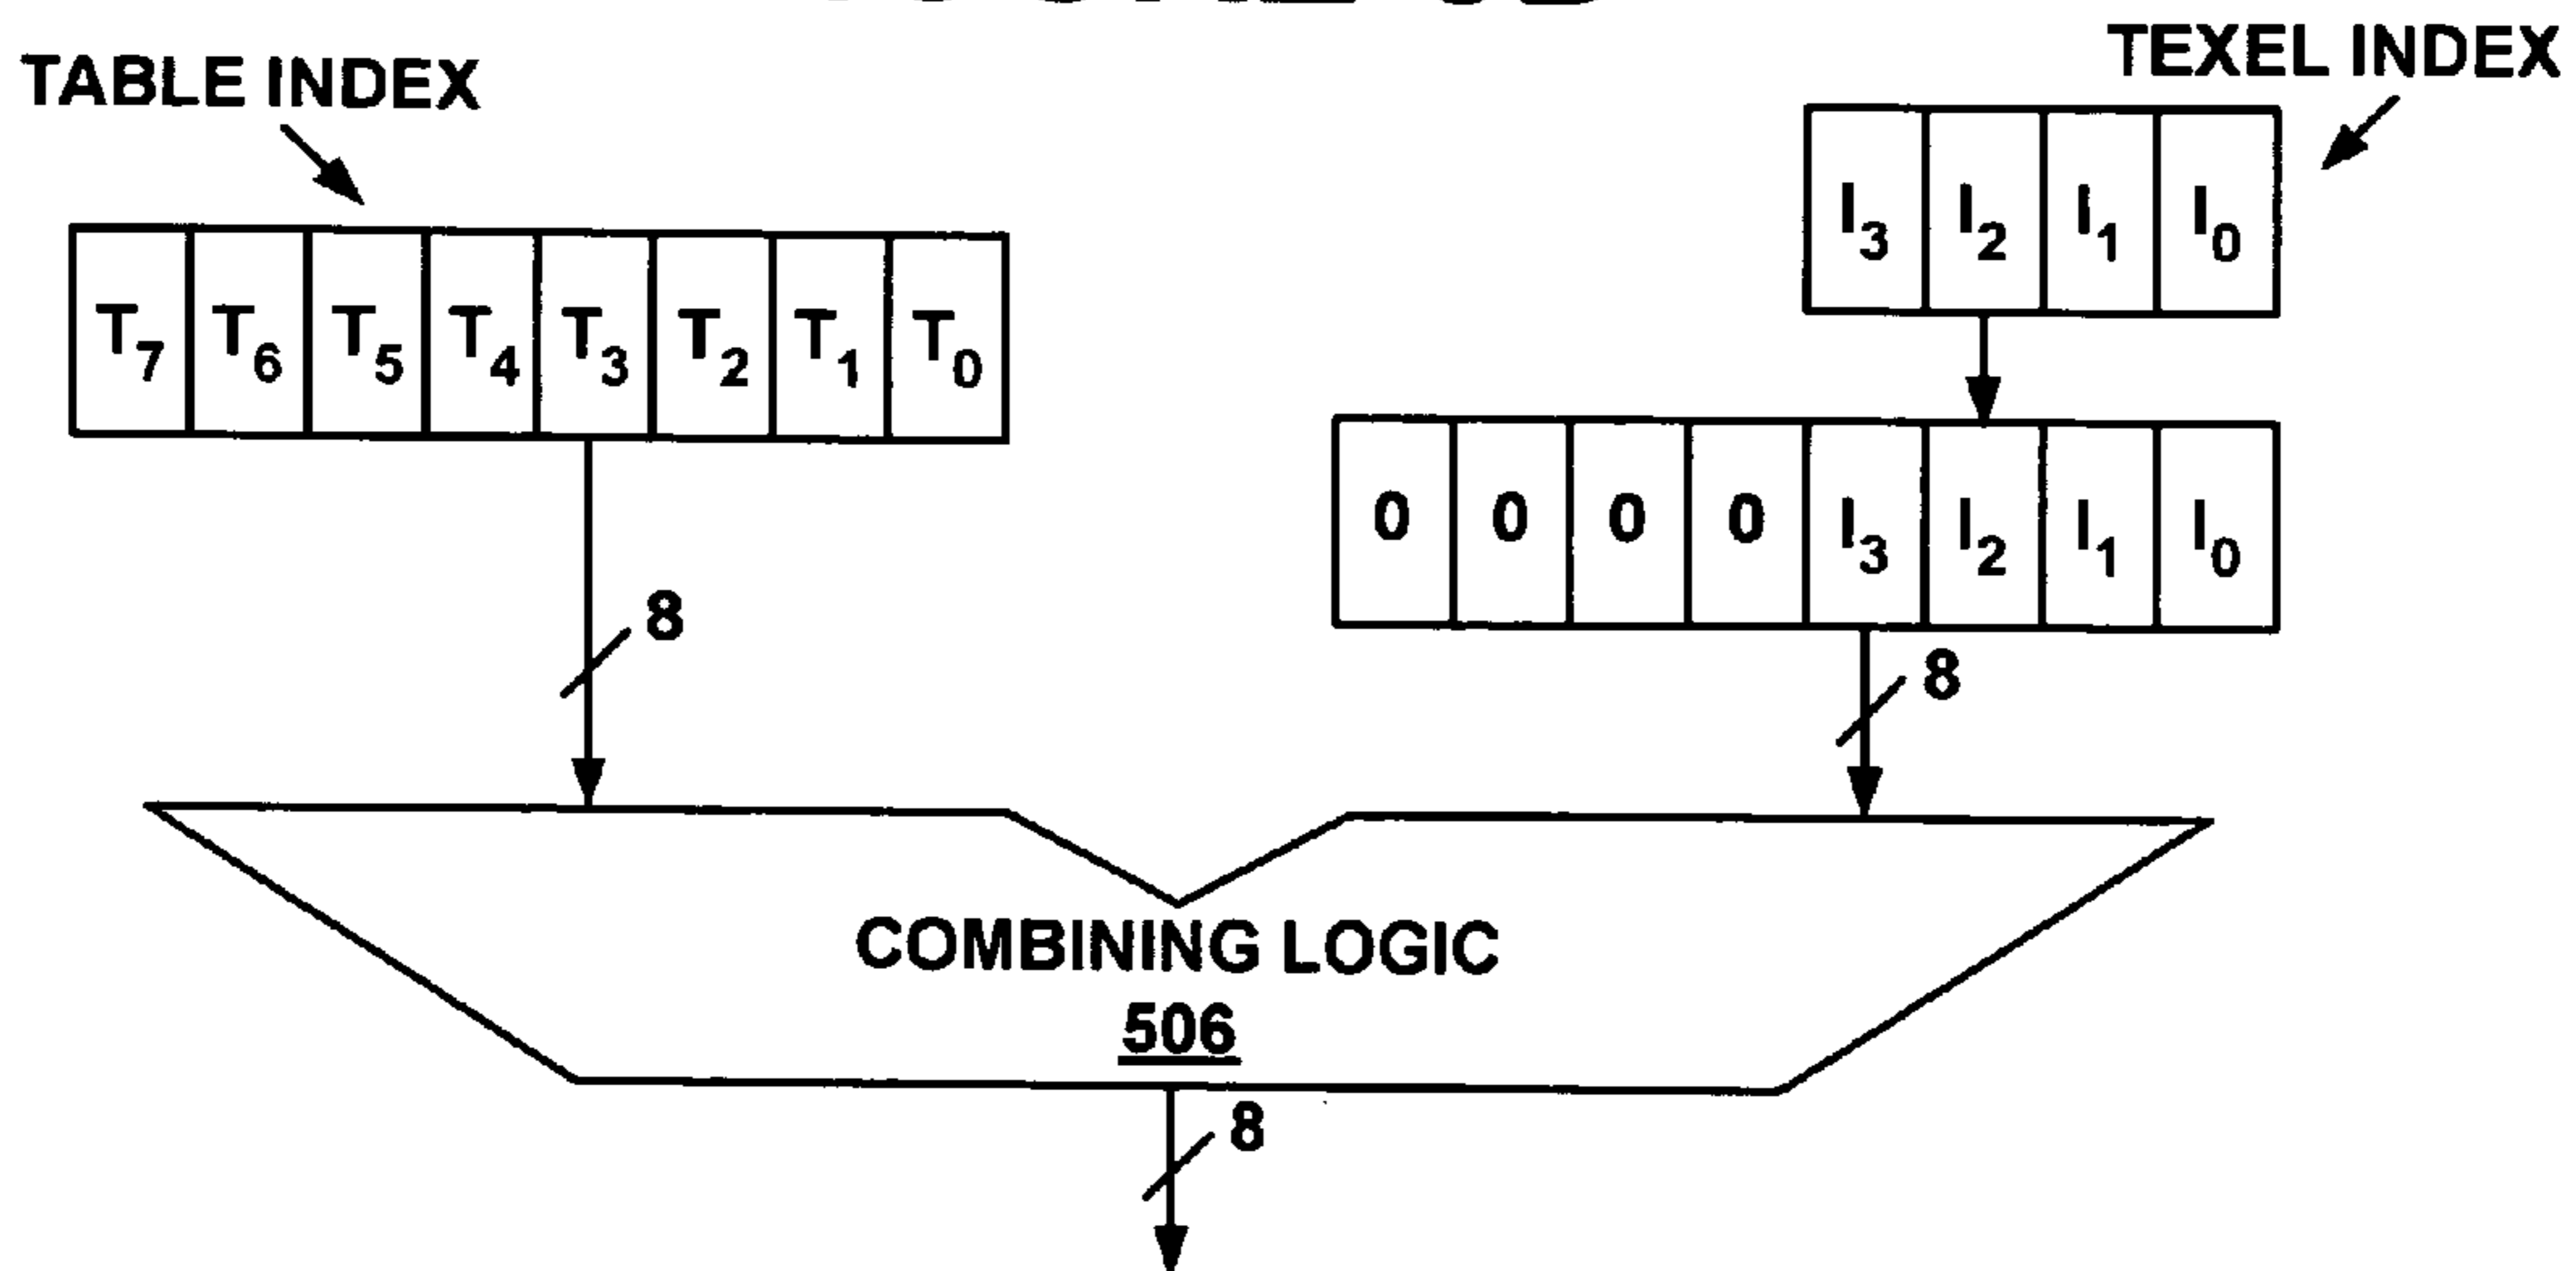 TABLE INDEX
TEXEL INDEX
I3 I2 I1 I0
T7 T6 T5 T4 T3 T2 T1 T0
0 0 0 0 I3 I2 I1 I0
8
8
COMBINING LOGIC
506
8